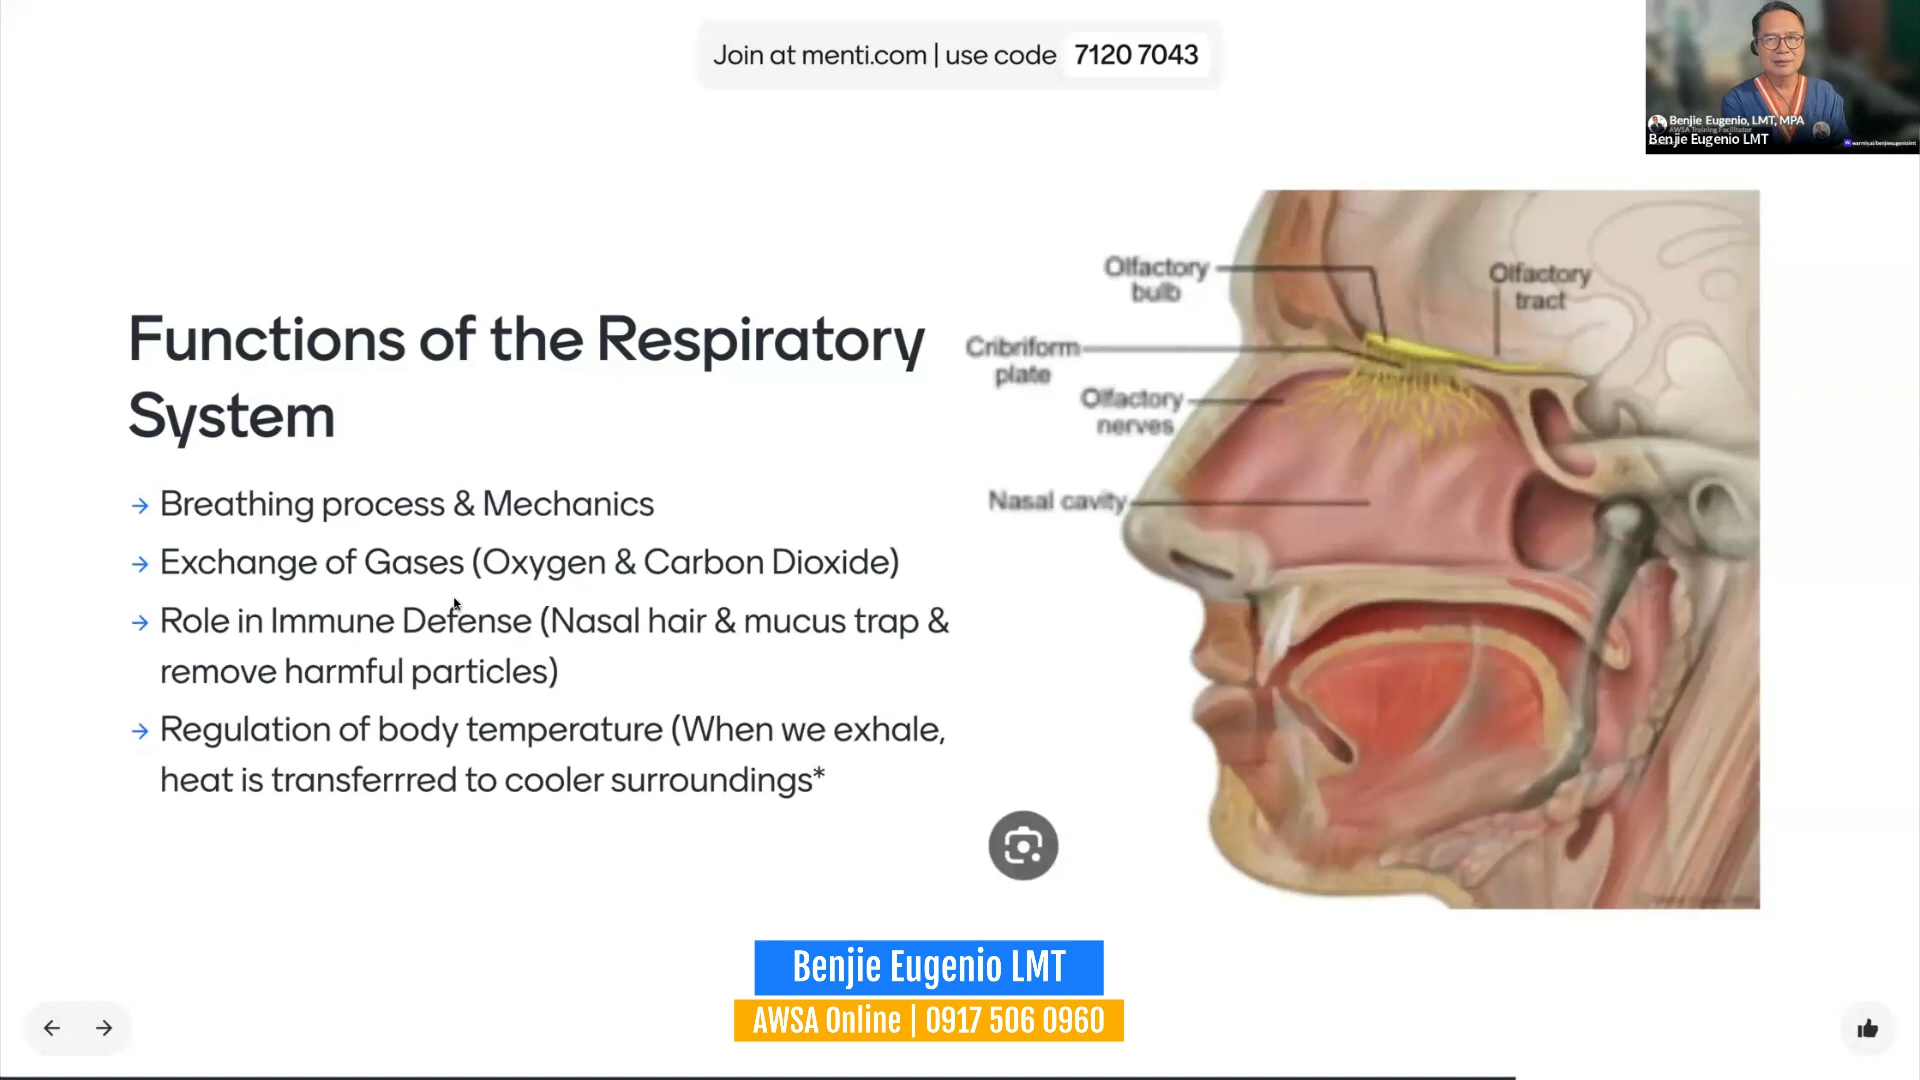 Join at menti.com | use code 7120 7043
Benjie Eugenio, LMT, MPA
AWSA Training Facilitator
Benjie Eugenio LMT
Functions of the Respiratory
System
→ Breathing process & Mechanics
→ Exchange of Gases (Oxygen & Carbon Dioxide)
→ Role in Immune Defense (Nasal hair & mucus trap &
remove harmful particles)
→ Regulation of body temperature (When we exhale,
heat is transferrred to cooler surroundings*
Olfactory
bulb
Olfactory
tract
Cribriform
plate
Olfactory
nerves
Nasal cavity
Benjie Eugenio LMT
AWSA Online | 0917 506 0960